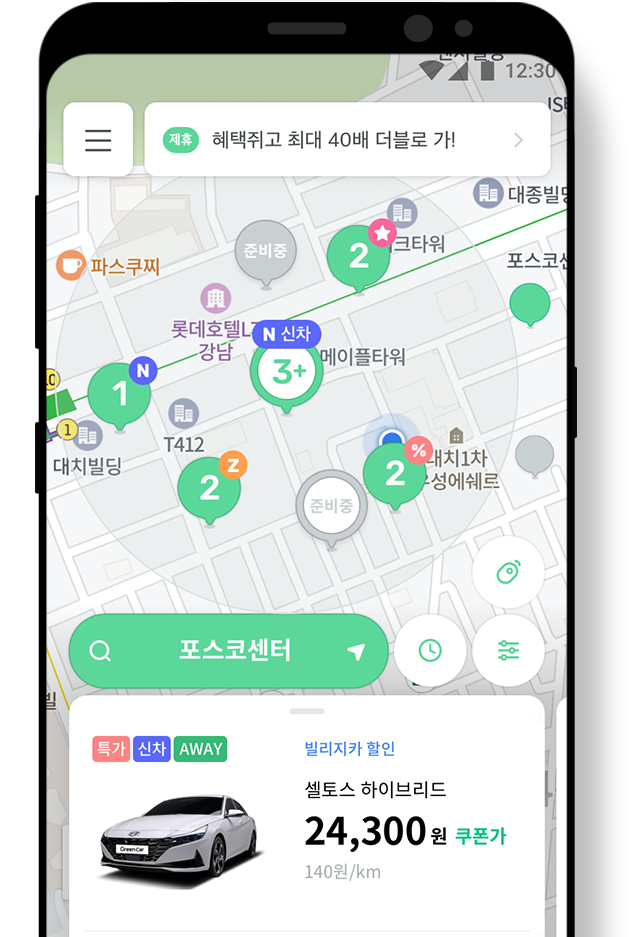 12:30
제휴 혜택쥐고 최대 40배 더블로 가!
대종빌딩
준비중
2
크타워
포스코센
파스쿠찌
롯데호텔L7
강남
N 신차
3+
메이플타워
1
N
1
대치빌딩
T412
2
Z
2
%
대치1차
우성에쉐르
준비중
포스코센터
특가 신차 AWAY
빌리지카 할인
셀토스 하이브리드
24,300원 쿠폰가
140원/km
GreenCar